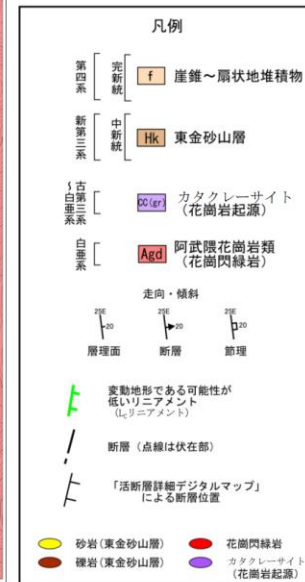 凡例
第四系 完新統 f 崖錐～扇状地堆積物
新第三系 中新統 Hk 東金砂山層
古第三系～白亜系 CC(gr) カタクレーサイト
(花崗岩起源)
白亜系 Agd 阿武隈花崗岩類
(花崗閃緑岩)
走向・傾斜
25E 25E 25E
20 20 20
層理面 断層 節理
変動地形である可能性が
低いリニアメント
(LCリニアメント)
断層（点線は伏在部）
「活断層詳細デジタルマップ」
による断層位置
砂岩(東金砂山層) 花崗閃緑岩
礫岩(東金砂山層) カタクレーサイト
(花崗岩起源)